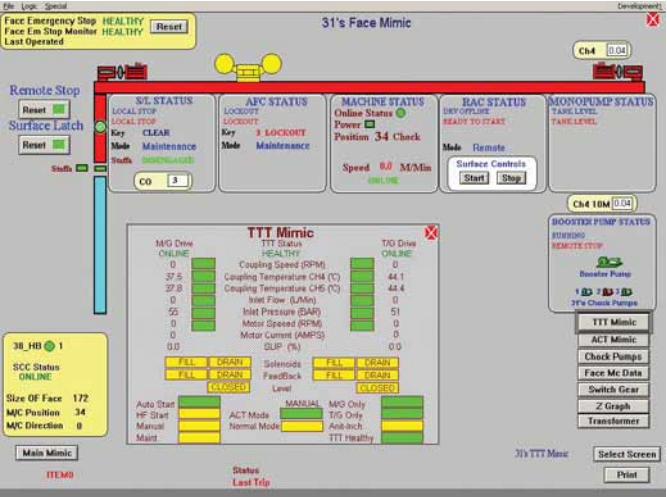 File Logic Special
Development
Face Emergency Stop HEALTHY
Face Em Stop Monitor HEALTHY
Last Operated
Reset
31's Face Mimic
Ch4 0.04
Remote Stop
Reset
Surface Latch
Reset
Staffa
S/L STATUS
LOCAL STOP
LOCAL STOP
Key CLEAR
Mode Maintenance
Staffa DISENGAGED
CO 3
AFC STATUS
LOCKOUT
LOCKOUT
Key 3 LOCKOUT
Mode Maintenance
MACHINE STATUS
Online Status
Power
Position 34 Chock
Speed 0.0 M/Min
ONLINE
RAC STATUS
DRV OFFLINE
READY TO START
Mode Remote
Surface Controls
Start Stop
MONOPUMP STATUS
TANK LEVEL
TANK LEVEL
Ch4 10M 0.04
BOOSTER PUMP STATUS
RUNNING
REMOTE STOP
Booster Pump
1 2 3
31's Chock Pumps
TTT Mimic
M/G Drive TTT Status T/G Drive
ONLINE HEALTHY ONLINE
0 Coupling Speed (RPM) 0
37.5 Coupling Temperature CH4 (°C) 44.1
37.8 Coupling Temperature CH5 (°C) 44.4
0 Inlet Flow (L/Min) 0
55 Inlet Pressure (BAR) 51
0 Motor Speed (RPM) 0
0 Motor Current (AMPS) 0
0.0 SLIP (%) 0.0
FILL DRAIN Solenoids FILL DRAIN
FILL DRAIN FeedBack FILL DRAIN
CLOSED Level CLOSED
Auto Start MANUAL M/G Only
HF Start ACT Mode T/G Only
Manual Normal Mode Anti-Inch
Maint TTT Healthy
38_HB 1
SCC Status
ONLINE
Size OF Face 172
M/C Position 34
M/C Direction 0
TTT Mimic
ACT Mimic
Chock Pumps
Face Mc Data
Switch Gear
Z Graph
Transformer
Main Mimic
ITEM0
Status
Last Trip
31's TTT Mimic
Select Screen
Print